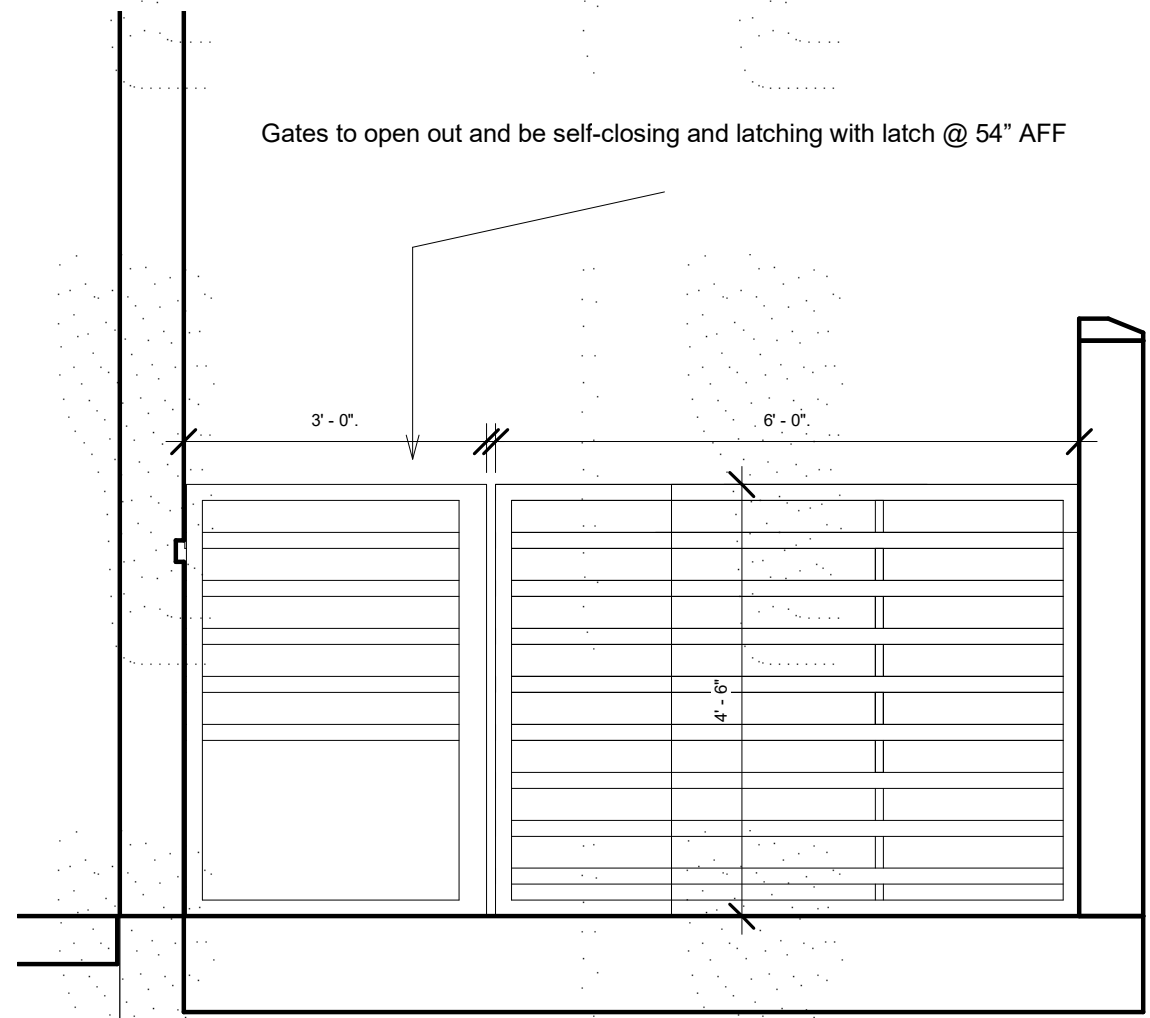 Gates to open out and be self-closing and latching with latch @ 54” AFF
3' - 0".
6' - 0".
4' - 6"